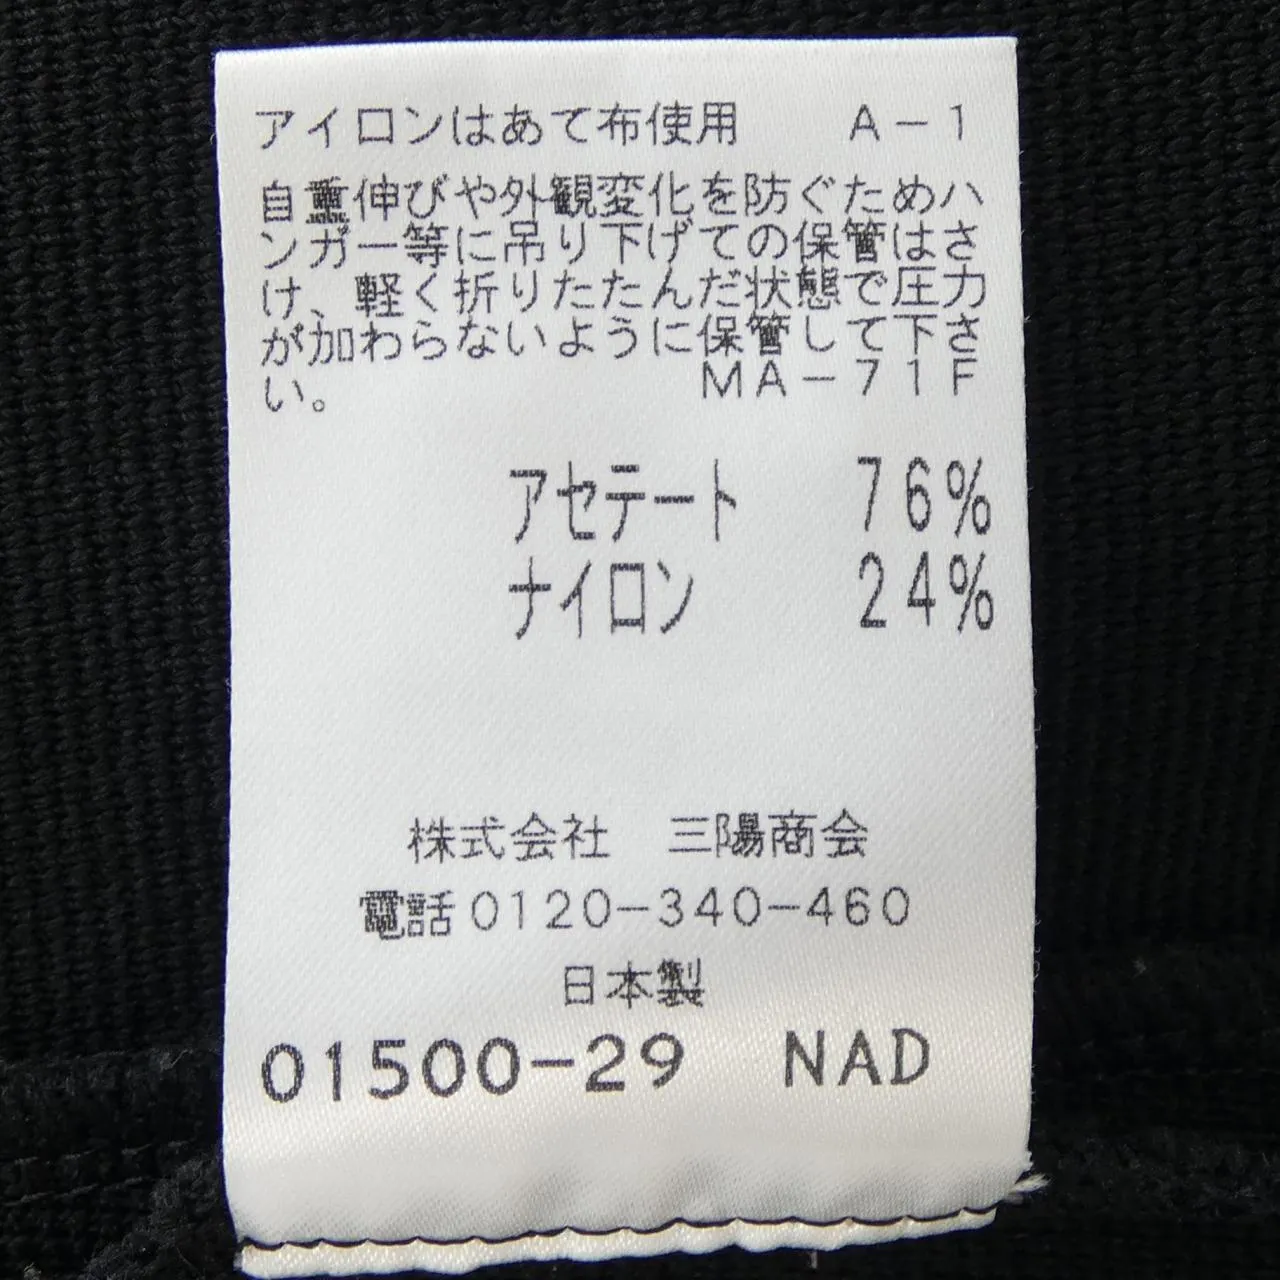 アイロンはあて布使用　A－1
自重伸びや外観変化を防ぐためハ
ンガー等に吊り下げての保管はさ
け、軽く折りたたんだ状態で圧力
が加わらないように保管して下さ
い。　MA－71F
アセテート　76%
ナイロン　24%
株式会社　三陽商会
電話0120－340－460
日本製
01500-29　NAD